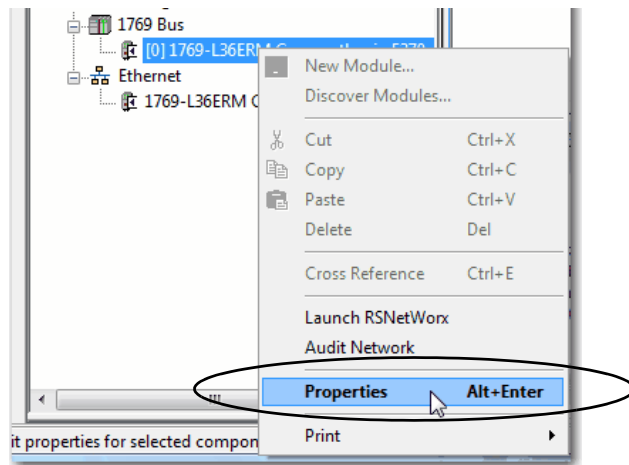 1769 Bus
[0] 1769-L36ERM
New Module...
Discover Modules...
Ethernet
1769-L36ERM
Cut Ctrl+X
Copy Ctrl+C
Paste Ctrl+V
Delete Del
Cross Reference Ctrl+E
Launch RSNetWorx
Audit Network
Properties Alt+Enter
it properties for selected compon
Print